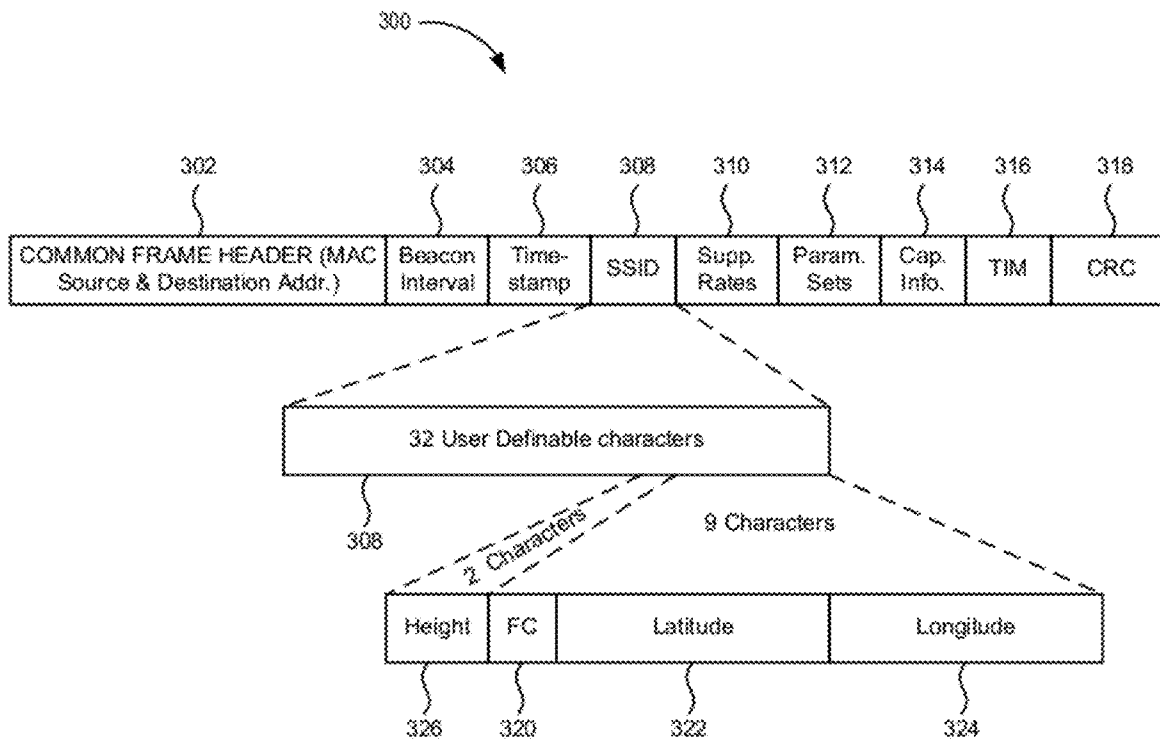 300
302 304 306 308 310 312 314 316 318
COMMON FRAME HEADER (MAC
Source & Destination Addr.)
Beacon
Interval
Time-
stamp
SSID
Supp.
Rates
Param.
Sets
Cap.
Info.
TIM
CRC
32 User Definable characters
308
2 Characters
9 Characters
Height FC Latitude Longitude
326 320 322 324